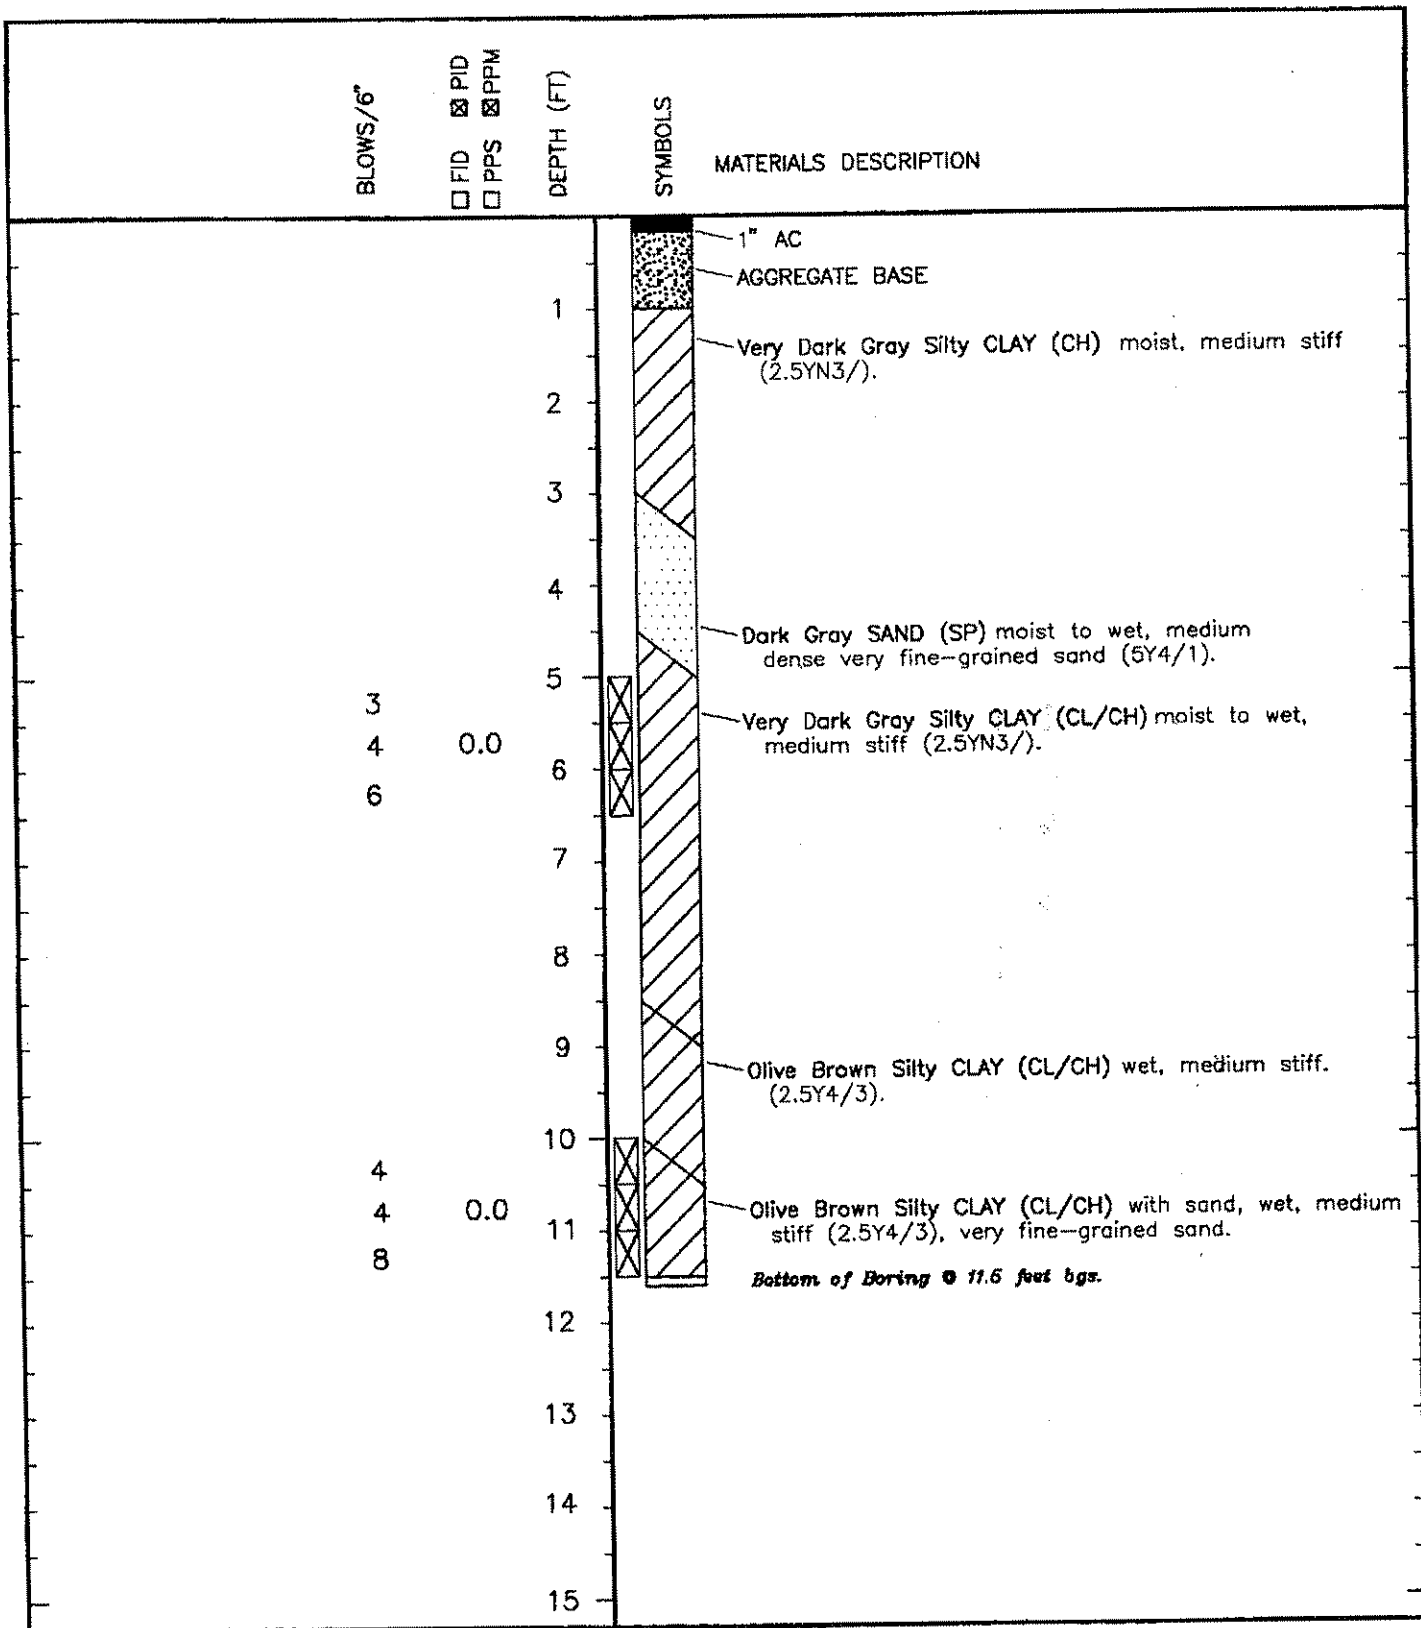 BLOWS/6"
☐ FID ☒ PID
☐ PPS ☒ PPM
DEPTH (FT)
SYMBOLS
MATERIALS DESCRIPTION
1" AC
AGGREGATE BASE
1
Very Dark Gray Silty CLAY (CH) moist, medium stiff
(2.5YN3/).
2
3
4
Dark Gray SAND (SP) moist to wet, medium
dense very fine-grained sand (5Y4/1).
5
3
Very Dark Gray Silty CLAY (CL/CH) moist to wet,
medium stiff (2.5YN3/).
4 0.0
6
6
7
8
9
Olive Brown Silty CLAY (CL/CH) wet, medium stiff.
(2.5Y4/3).
10
4
4 0.0
Olive Brown Silty CLAY (CL/CH) with sand, wet, medium
stiff (2.5Y4/3), very fine-grained sand.
11
8
Bottom of Boring @ 11.5 feet bgs.
12
13
14
15